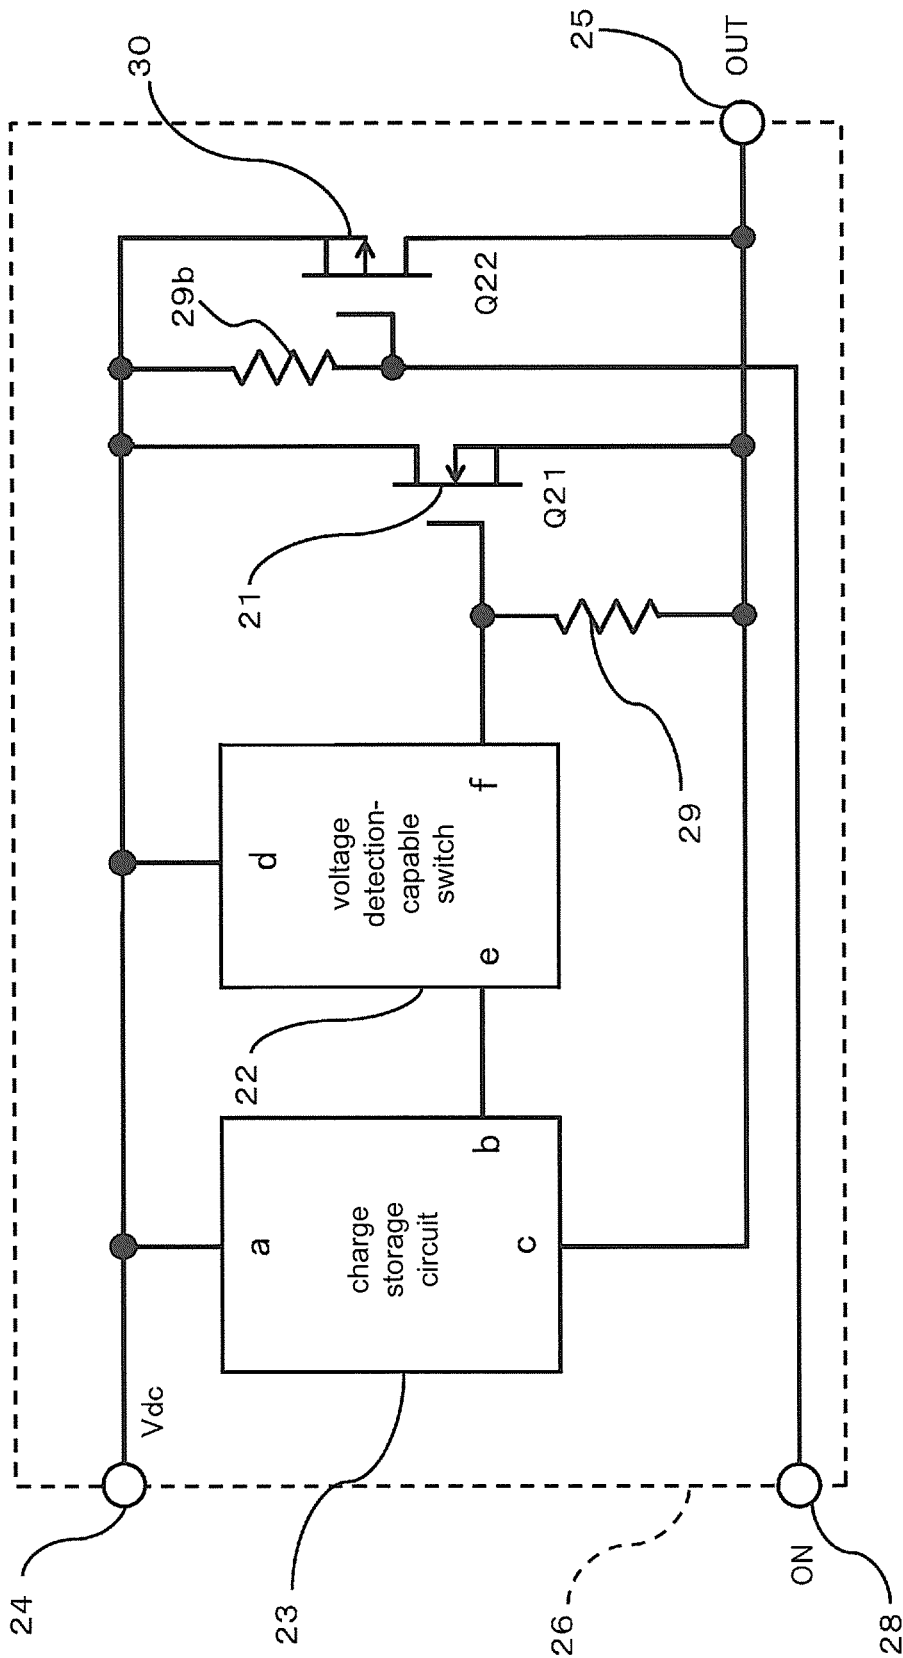 24
30
Vdc
29b
22
21
a
d
23
charge
storage
circuit
voltage
detection-
capable
switch
b
e
f
Q22
c
Q21
26
25
29
OUT
ON
28